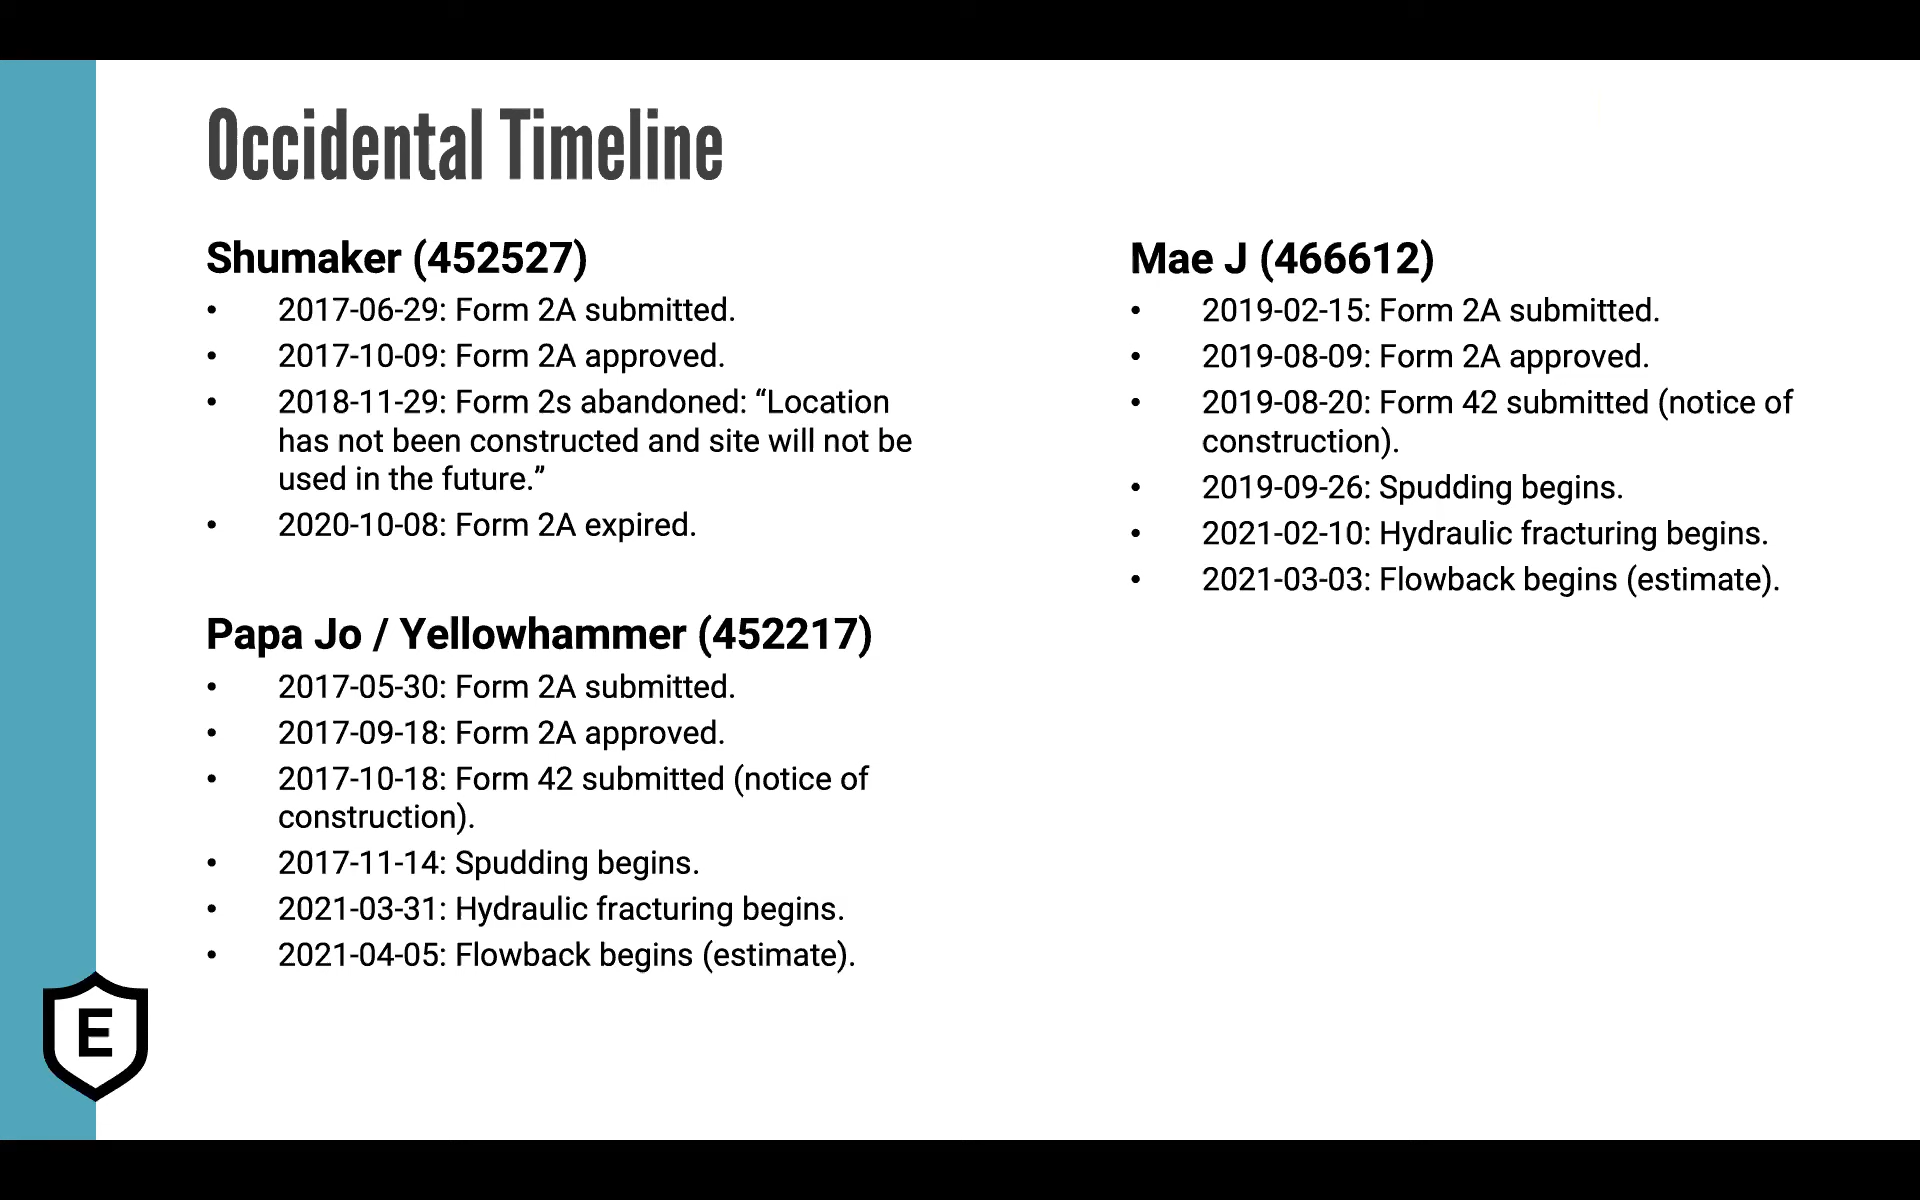 Occidental Timeline
Shumaker (452527)
• 2017-06-29: Form 2A submitted.
• 2017-10-09: Form 2A approved.
• 2018-11-29: Form 2s abandoned: “Location
has not been constructed and site will not be
used in the future.”
• 2020-10-08: Form 2A expired.
Papa Jo / Yellowhammer (452217)
• 2017-05-30: Form 2A submitted.
• 2017-09-18: Form 2A approved.
• 2017-10-18: Form 42 submitted (notice of
construction).
• 2017-11-14: Spudding begins.
• 2021-03-31: Hydraulic fracturing begins.
• 2021-04-05: Flowback begins (estimate).
Mae J (466612)
• 2019-02-15: Form 2A submitted.
• 2019-08-09: Form 2A approved.
• 2019-08-20: Form 42 submitted (notice of
construction).
• 2019-09-26: Spudding begins.
• 2021-02-10: Hydraulic fracturing begins.
• 2021-03-03: Flowback begins (estimate).
E